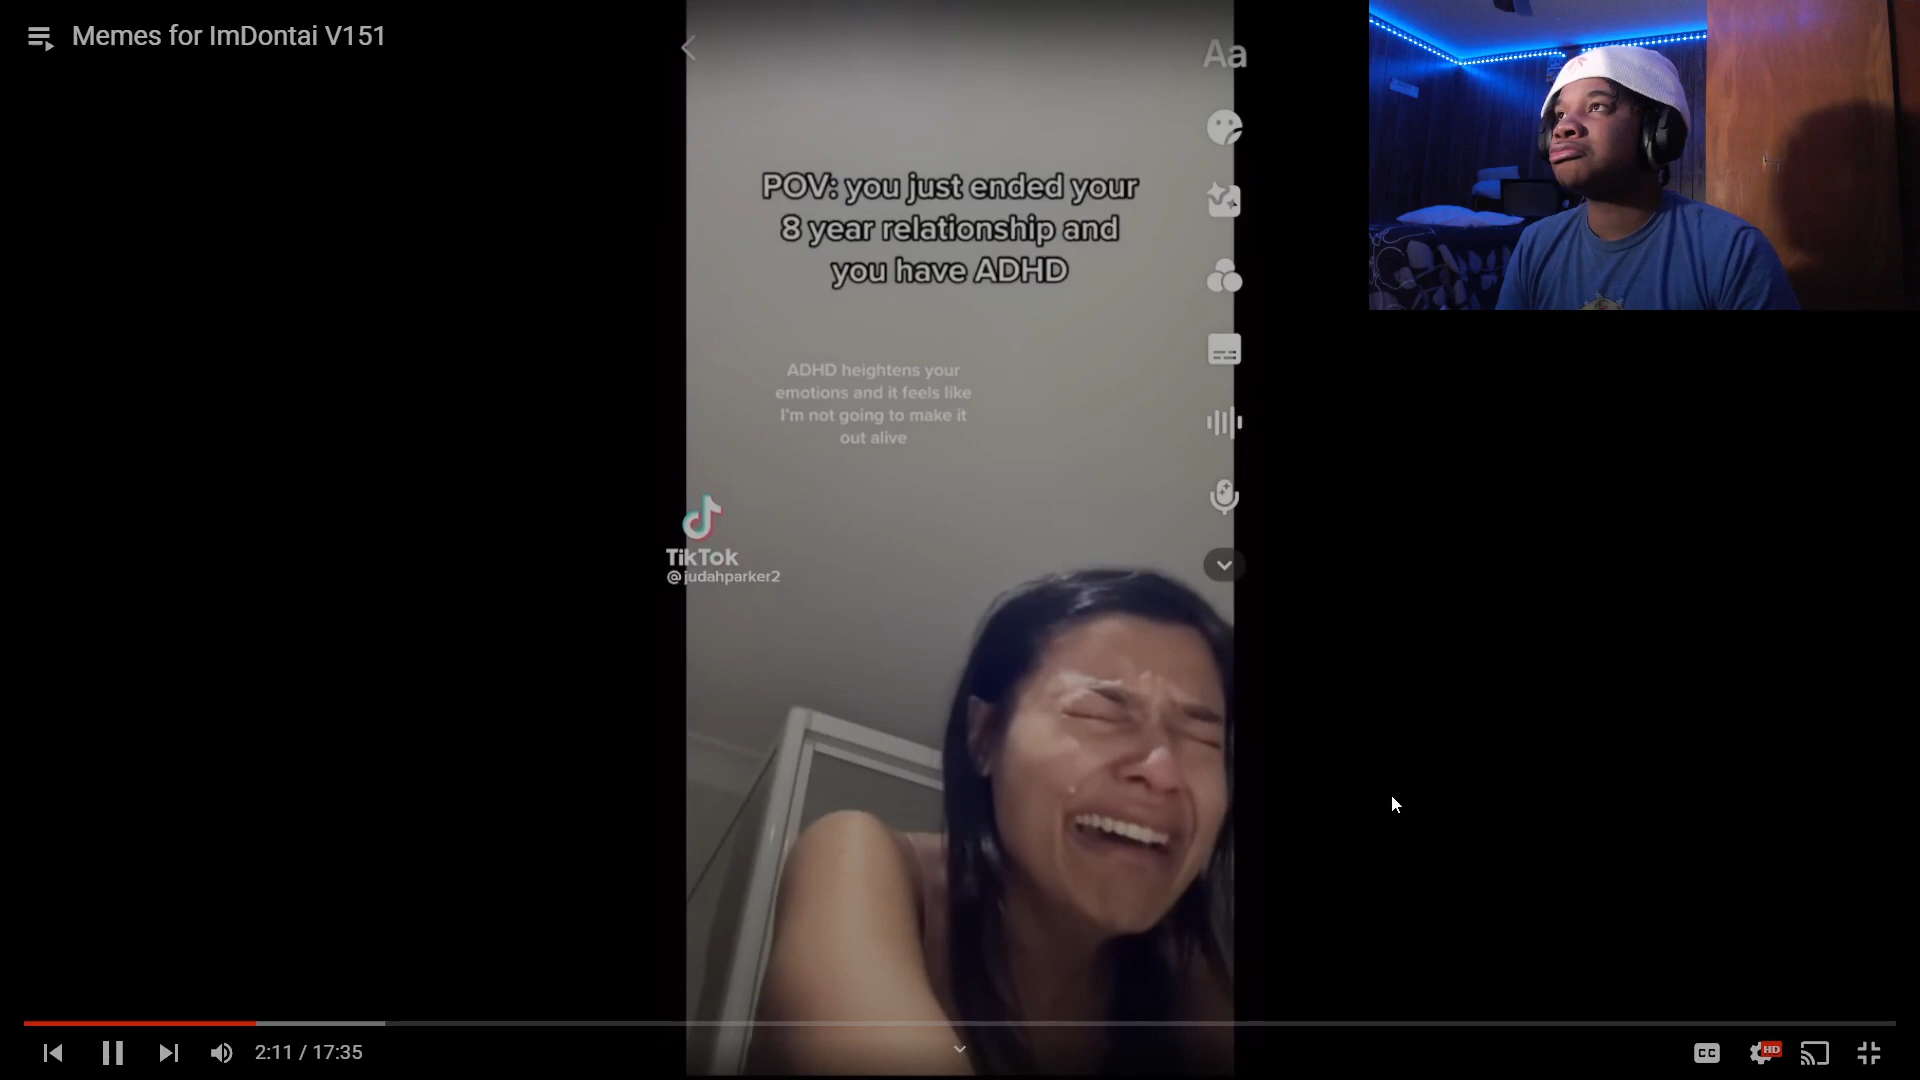 Memes for ImDontai V151
Aa
POV: you just ended your
8 year relationship and
you have ADHD
ADHD heightens your
emotions and it feels like
I'm not going to make it
out alive
TikTok
@judahparker2
2:11 / 17:35
CC
HD